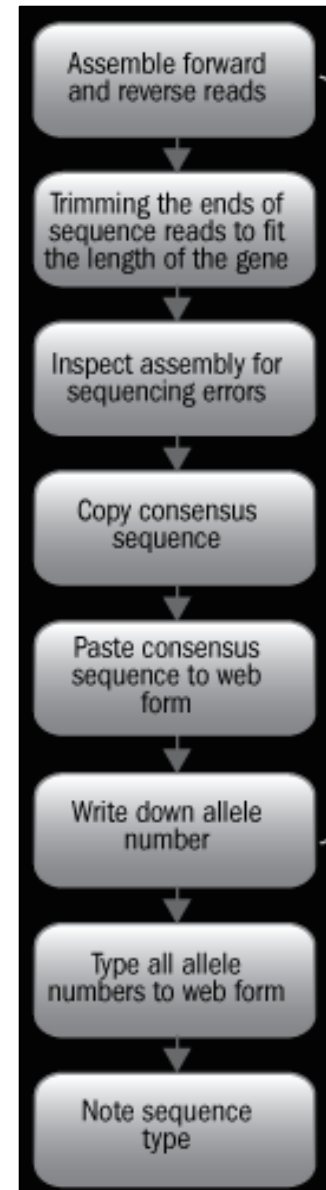 Assemble forward
and reverse reads
Trimming the ends of
sequence reads to fit
the length of the gene
Inspect assembly for
sequencing errors
Copy consensus
sequence
Paste consensus
sequence to web
form
Write down allele
number
Type all allele
numbers to web form
Note sequence
type